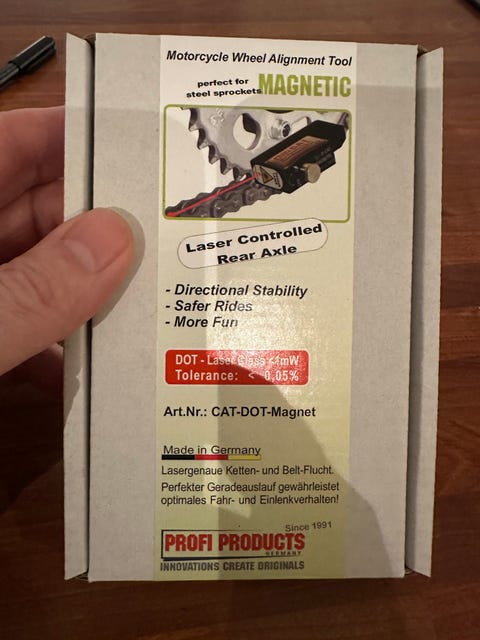 Motorcycle Wheel Alignment Tool
perfect for
steel sprockets MAGNETIC
Laser Controlled
Rear Axle
- Directional Stability
- Safer Rides
- More Fun
DOT - Laser Class <1mW
Tolerance: < 0,05%
Art.Nr.: CAT-DOT-Magnet
Made in Germany
Lasergenaue Ketten- und Belt-Flucht.
Perfekter Geradeauslauf gewährleistet
optimales Fahr- und Einlenkverhalten!
Since 1991
PROFI PRODUCTS
GERMANY
INNOVATIONS CREATE ORIGINALS